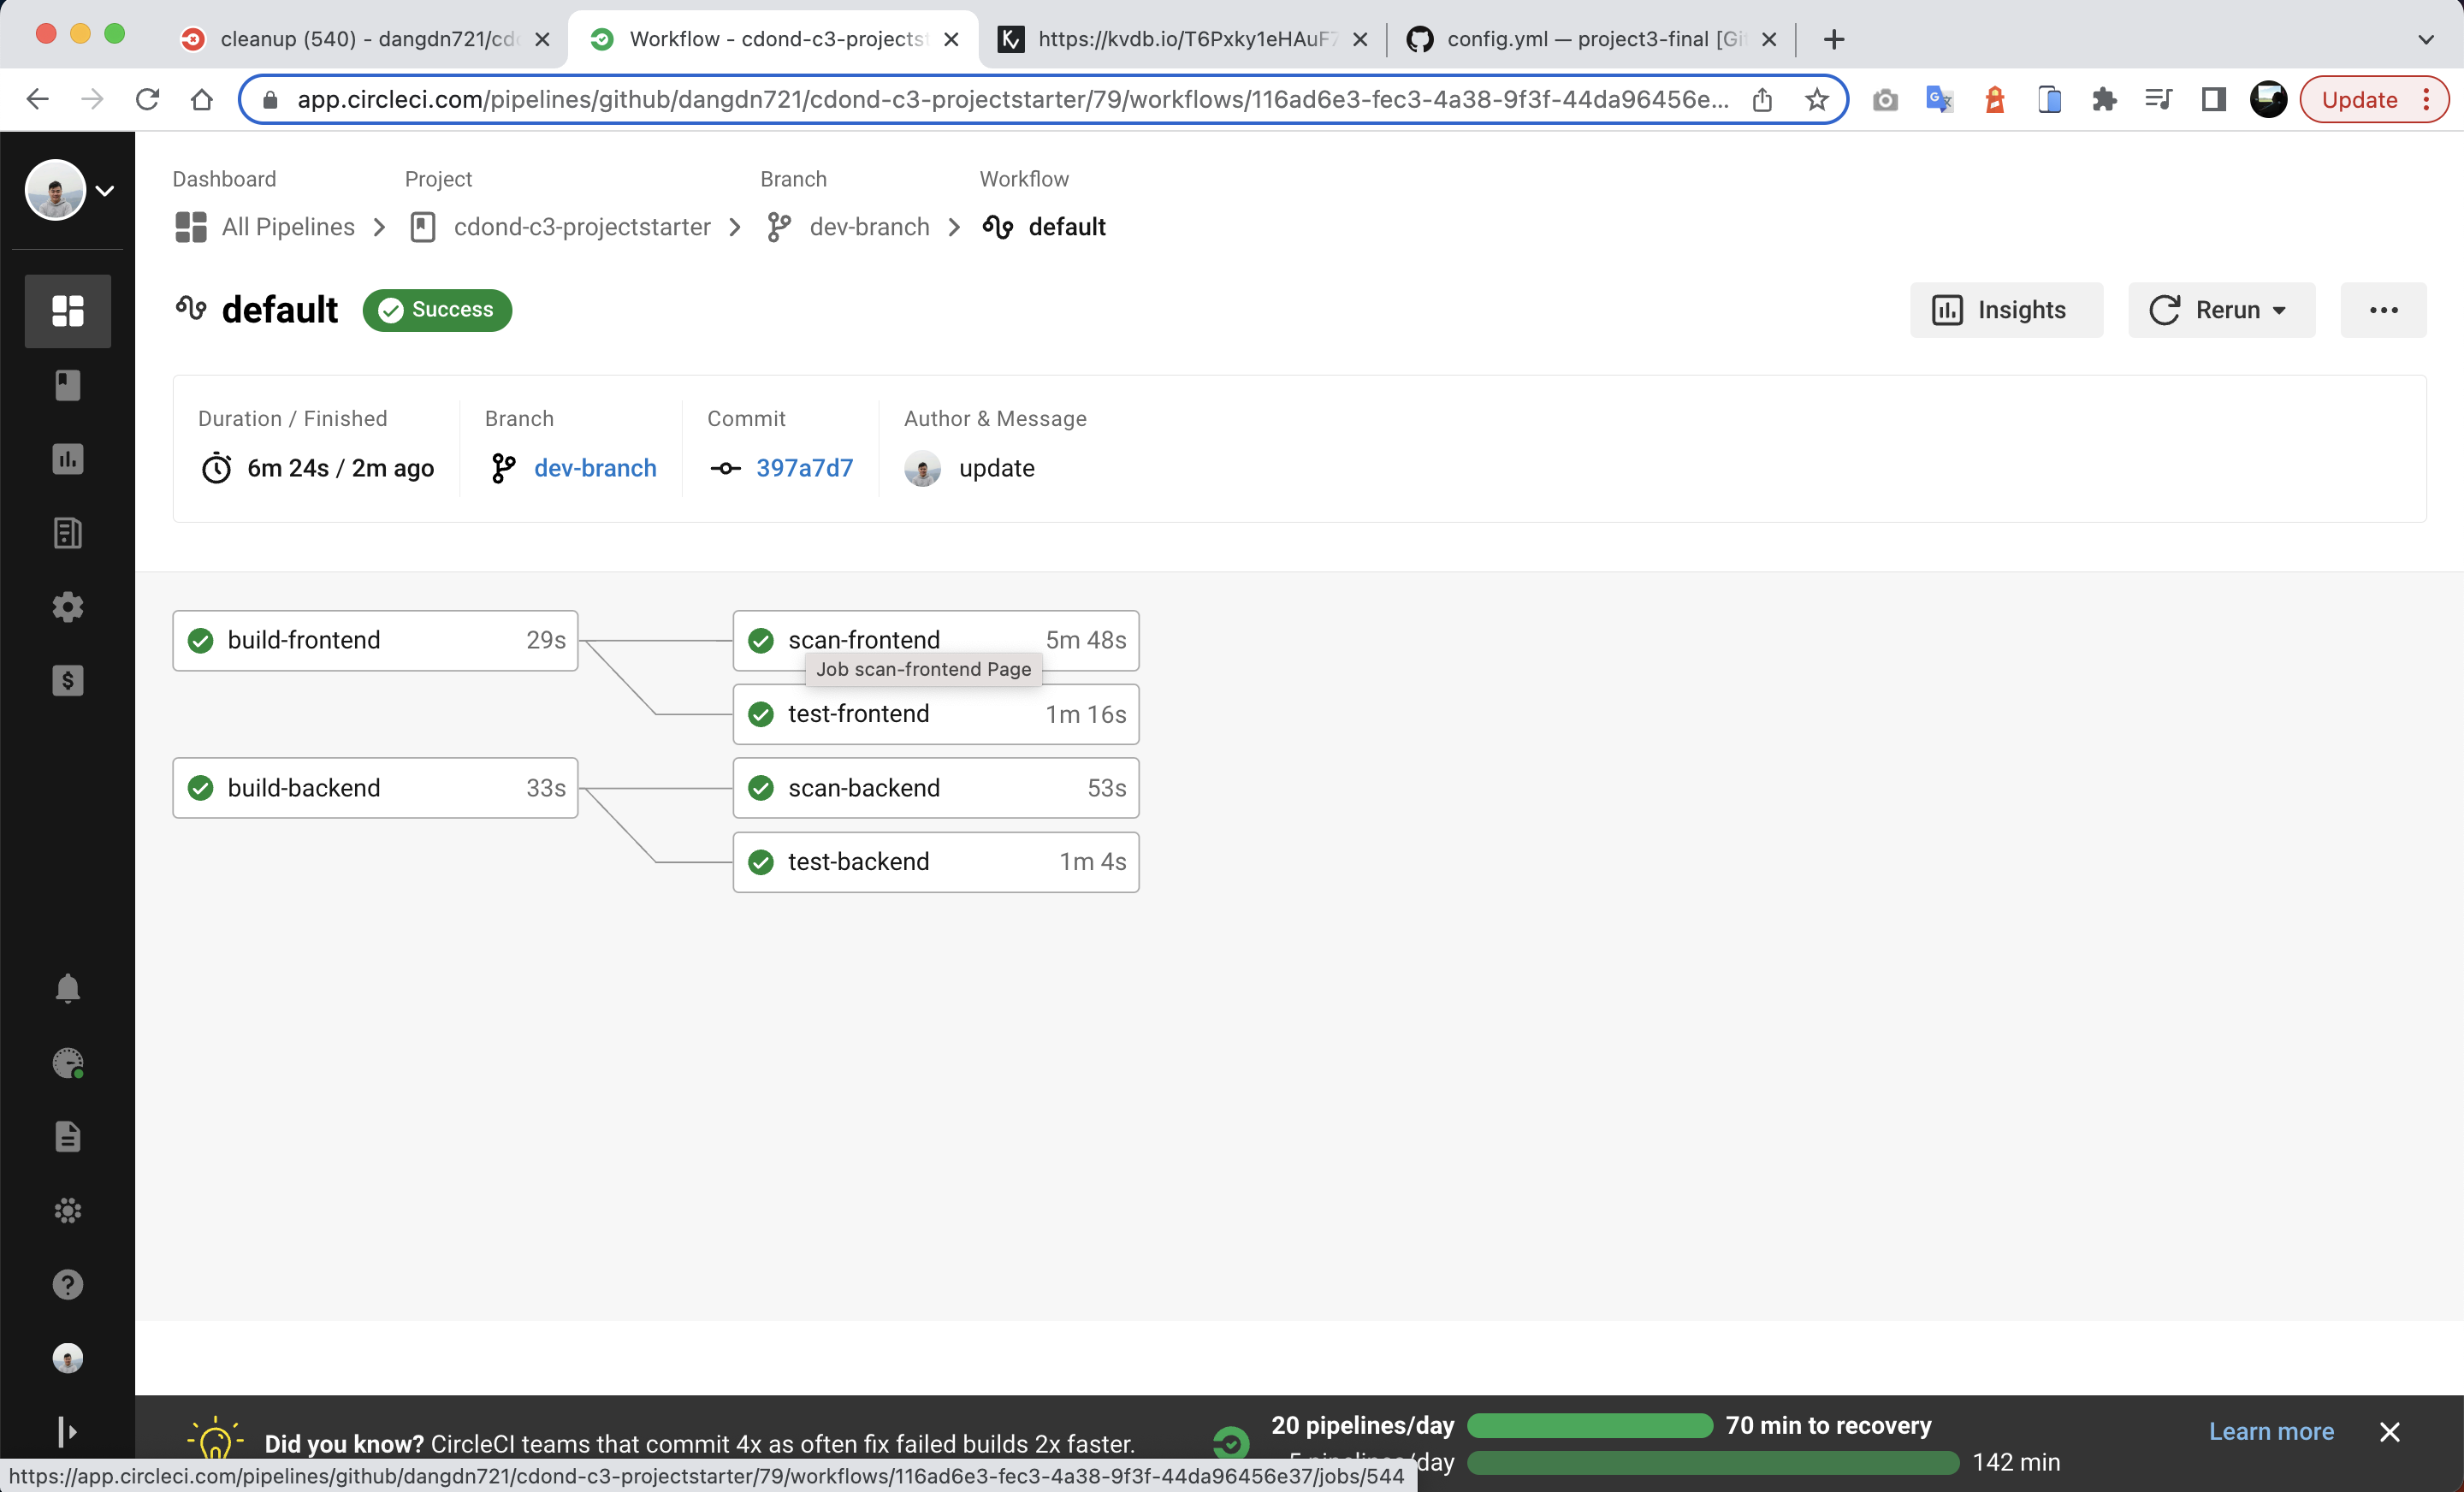 cleanup (540) - dangdn721/cdo
Workflow - cdond-c3-projectst
https://kvdb.io/T6Pxky1eHAuF7
config.yml — project3-final [Gi
app.circleci.com/pipelines/github/dangdn721/cdond-c3-projectstarter/79/workflows/116ad6e3-fec3-4a38-9f3f-44da96456e...
Update
Dashboard Project Branch Workflow
All Pipelines cdond-c3-projectstarter dev-branch default
default Success
Insights Rerun
Duration / Finished Branch Commit Author & Message
6m 24s / 2m ago dev-branch 397a7d7 update
build-frontend 29s
scan-frontend 5m 48s
Job scan-frontend Page
test-frontend 1m 16s
build-backend 33s
scan-backend 53s
test-backend 1m 4s
Did you know? CircleCI teams that commit 4x as often fix failed builds 2x faster.
20 pipelines/day 70 min to recovery
5 pipelines/day 142 min
Learn more
https://app.circleci.com/pipelines/github/dangdn721/cdond-c3-projectstarter/79/workflows/116ad6e3-fec3-4a38-9f3f-44da96456e37/jobs/544